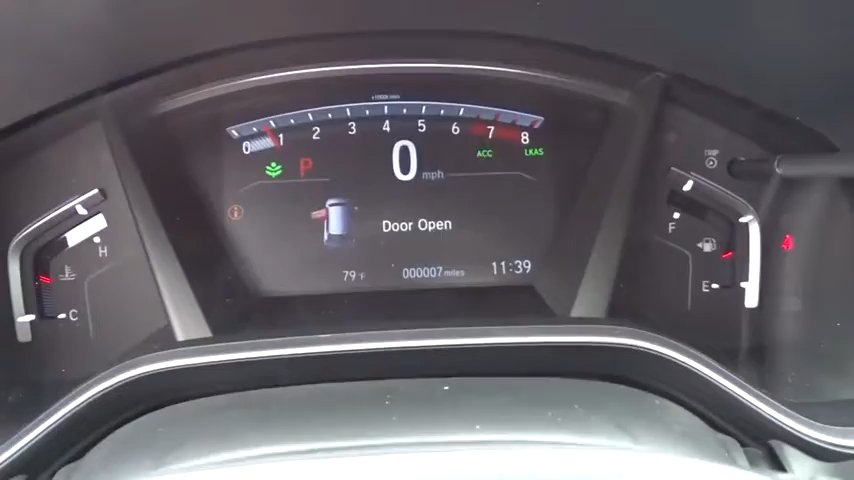 0 1 2 3 4 5 6 7 8
P
0 mph
ACC
LKAS
TRIP
H
C
F
E
Door Open
79°F
000007 miles
11:39